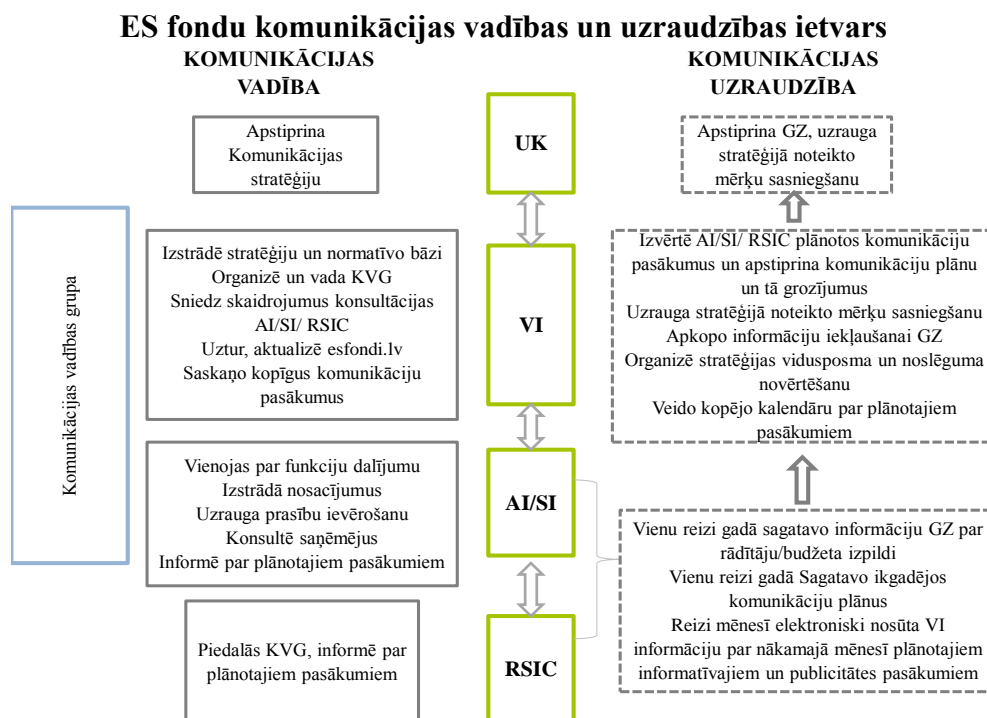 ES fondu komunikācijas vadības un uzraudzības ietvars
KOMUNIKĀCIJAS
VADĪBA
KOMUNIKĀCIJAS
UZRAUDZĪBA
Apstiprina
Komunikācijas
stratēģiju
UK
Apstiprina GZ, uzrauga
stratēģijā noteikto
mērķu sasniegšanu
Komunikācijas vadības grupa
Izstrādē stratēģiju un normatīvo bāzi
Organizē un vada KVG
Sniedz skaidrojumus konsultācijas
AI/SI/ RSIC
Uztur, aktualizē esfondi.lv
Saskaņo kopīgus komunikāciju
pasākumus
VI
Izvērtē AI/SI/ RSIC plānotos komunikāciju
pasākumus un apstiprina komunikāciju plānu
un tā grozījumus
Uzrauga stratēģijā noteikto mērķu sasniegšanu
Apkopo informāciju iekļaušanai GZ
Organizē stratēģijas vidusposma un noslēguma
novērtēšanu
Veido kopējo kalendāru par plānotajiem
pasākumiem
Vienojas par funkciju dalījumu
Izstrādā nosacījumus
Uzrauga prasību ievērošanu
Konsultē saņēmējus
Informē par plānotajiem pasākumiem
AI/SI
Vienu reizi gadā sagatavo informāciju GZ par
rādītāju/budžeta izpildi
Vienu reizi gadā Sagatavo ikgadējos
komunikāciju plānus
Reizi mēnesī elektroniski nosūta VI
informāciju par nākamajā mēnesī plānotajiem
informatīvajiem un publicitātes pasākumiem
Piedalās KVG, informē par
plānotajiem pasākumiem
RSIC